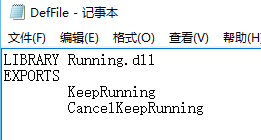 DefFile - 记事本
文件(F) 编辑(E) 格式(O) 查看(V) 帮助(H)
LIBRARY Running.dll
EXPORTS
KeepRunning
CancelKeepRunning